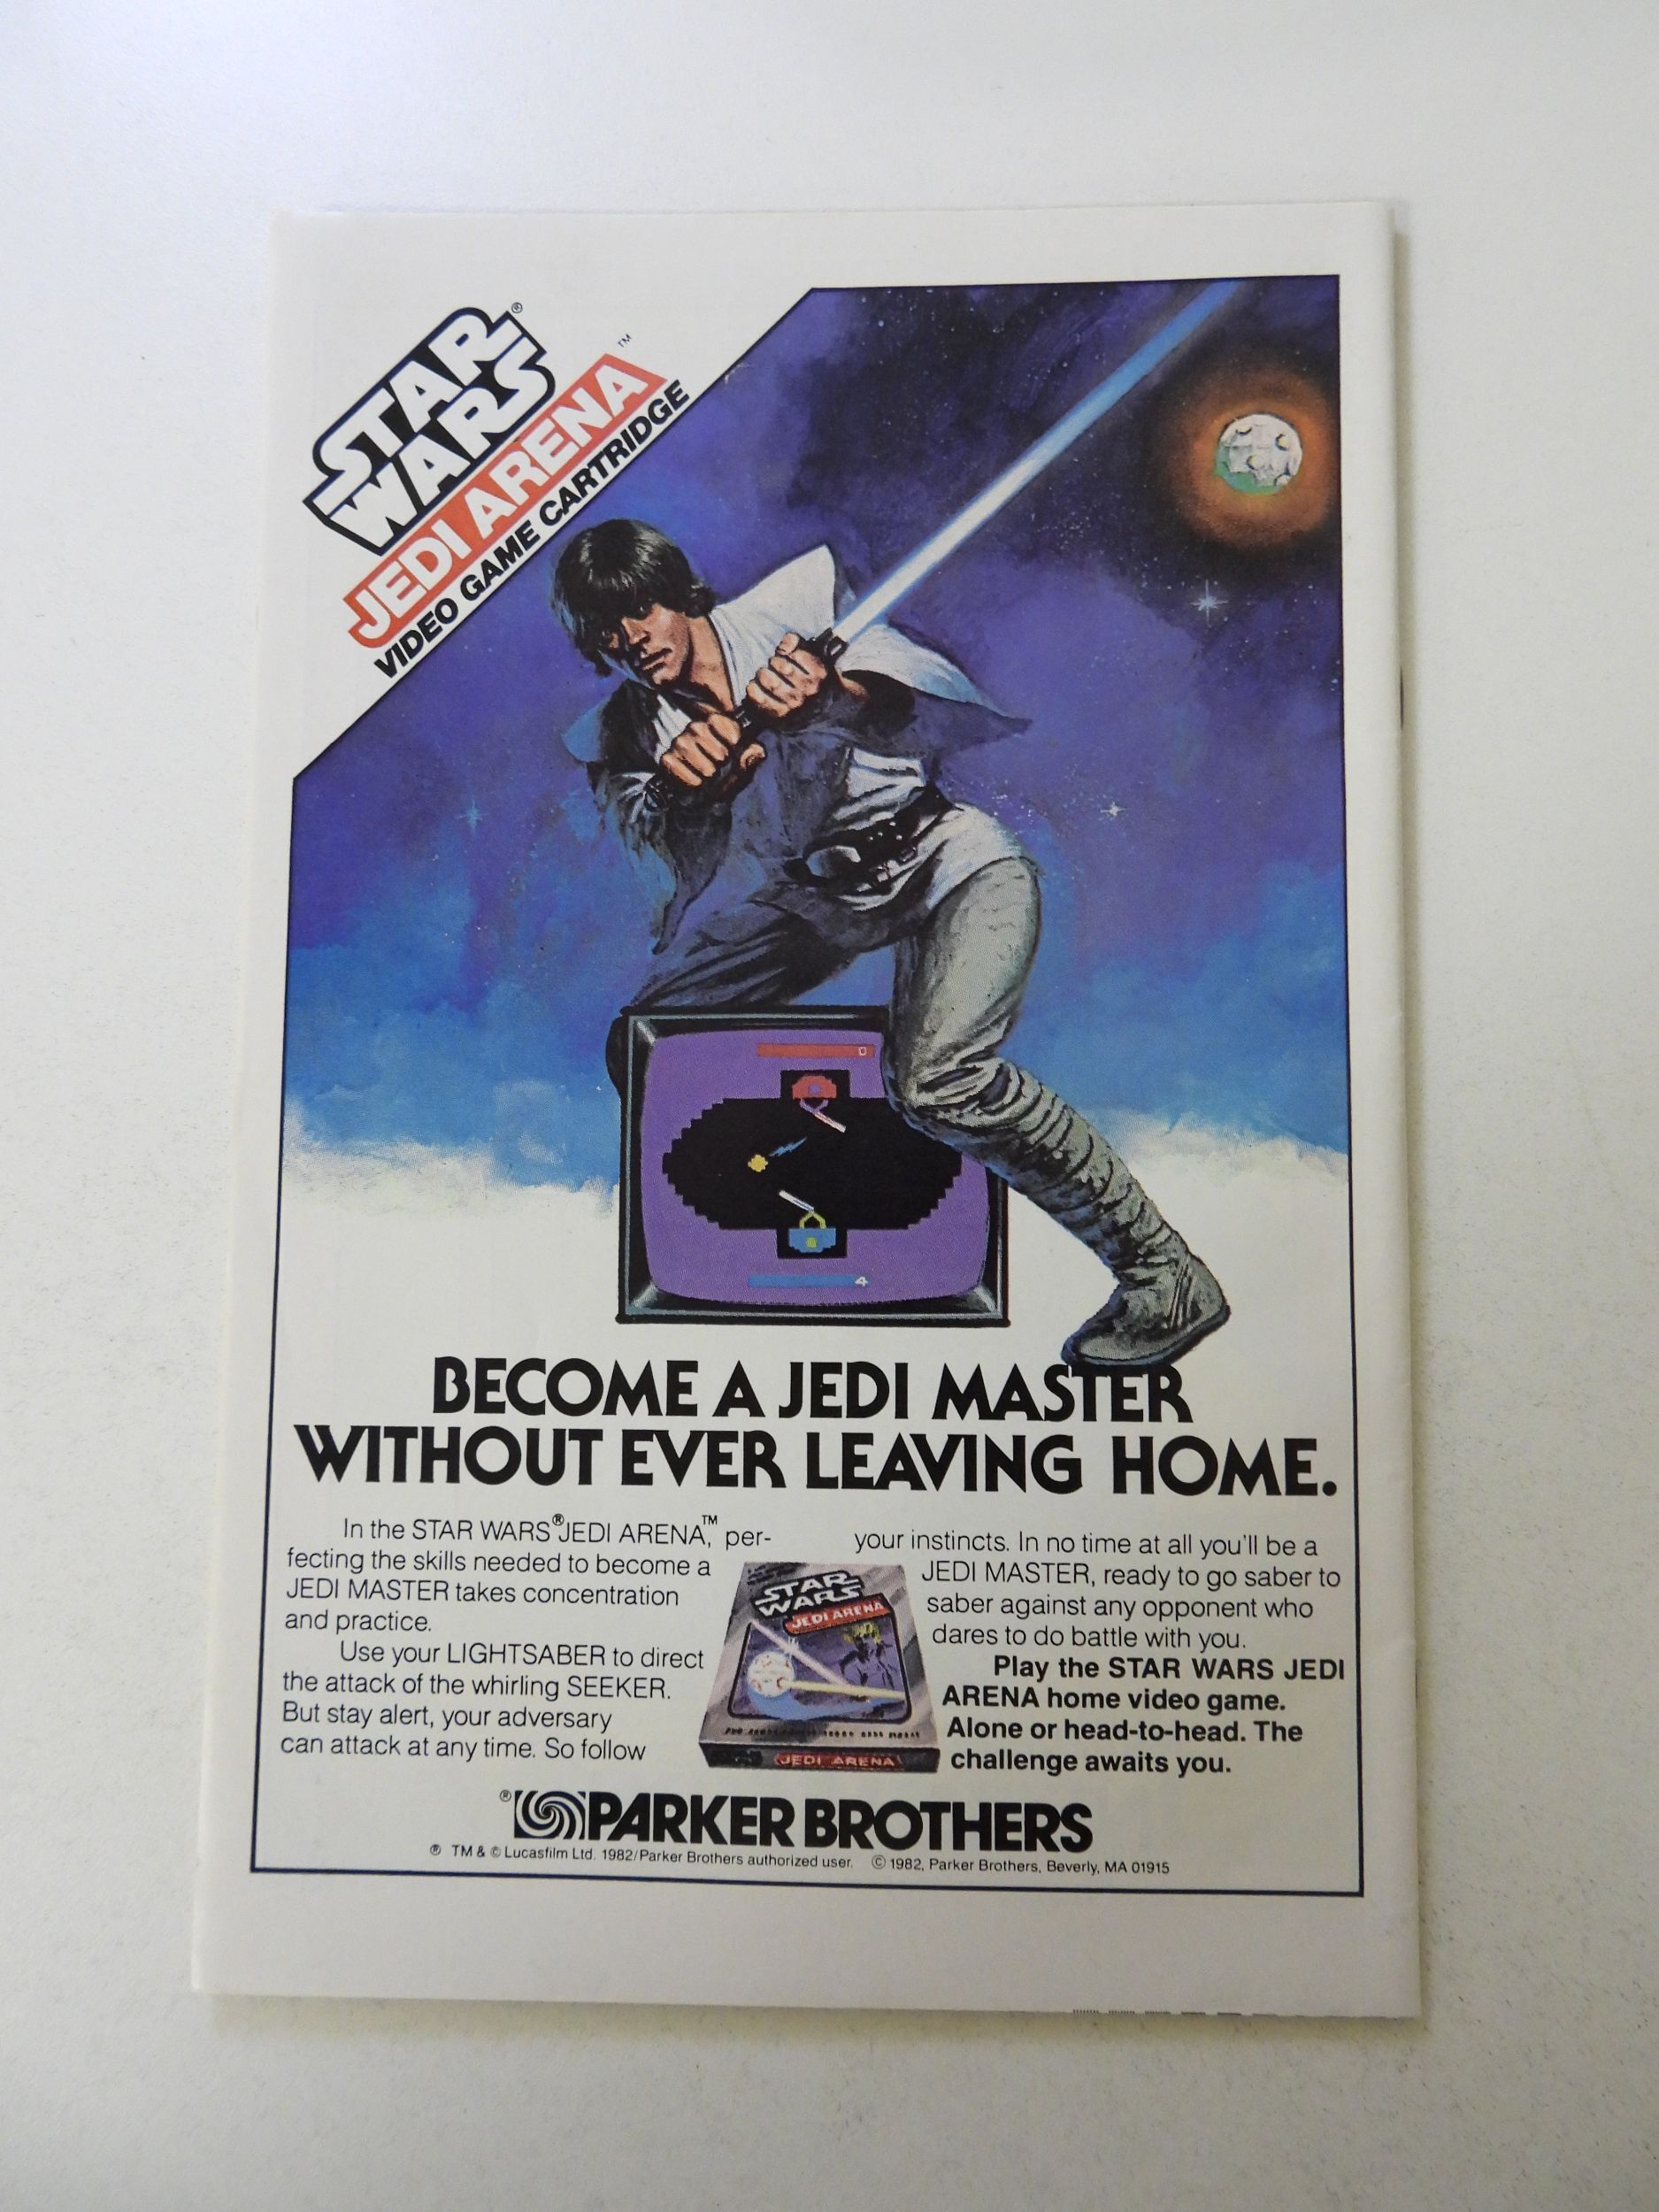 STAR
WARS®
JEDI ARENA™
VIDEO GAME CARTRIDGE
0
4
BECOME A JEDI MASTER
WITHOUT EVER LEAVING HOME.
In the STAR WARS® JEDI ARENA,™ per-
fecting the skills needed to become a
JEDI MASTER takes concentration
and practice.
Use your LIGHTSABER to direct
the attack of the whirling SEEKER.
But stay alert, your adversary
can attack at any time. So follow
STAR
WARS
JEDI ARENA
JEDI ARENA
your instincts. In no time at all you'll be a
JEDI MASTER, ready to go saber to
saber against any opponent who
dares to do battle with you.
Play the STAR WARS JEDI
ARENA home video game.
Alone or head-to-head. The
challenge awaits you.
® PARKER BROTHERS
® TM & © Lucasfilm Ltd. 1982/Parker Brothers authorized user. © 1982, Parker Brothers, Beverly, MA 01915